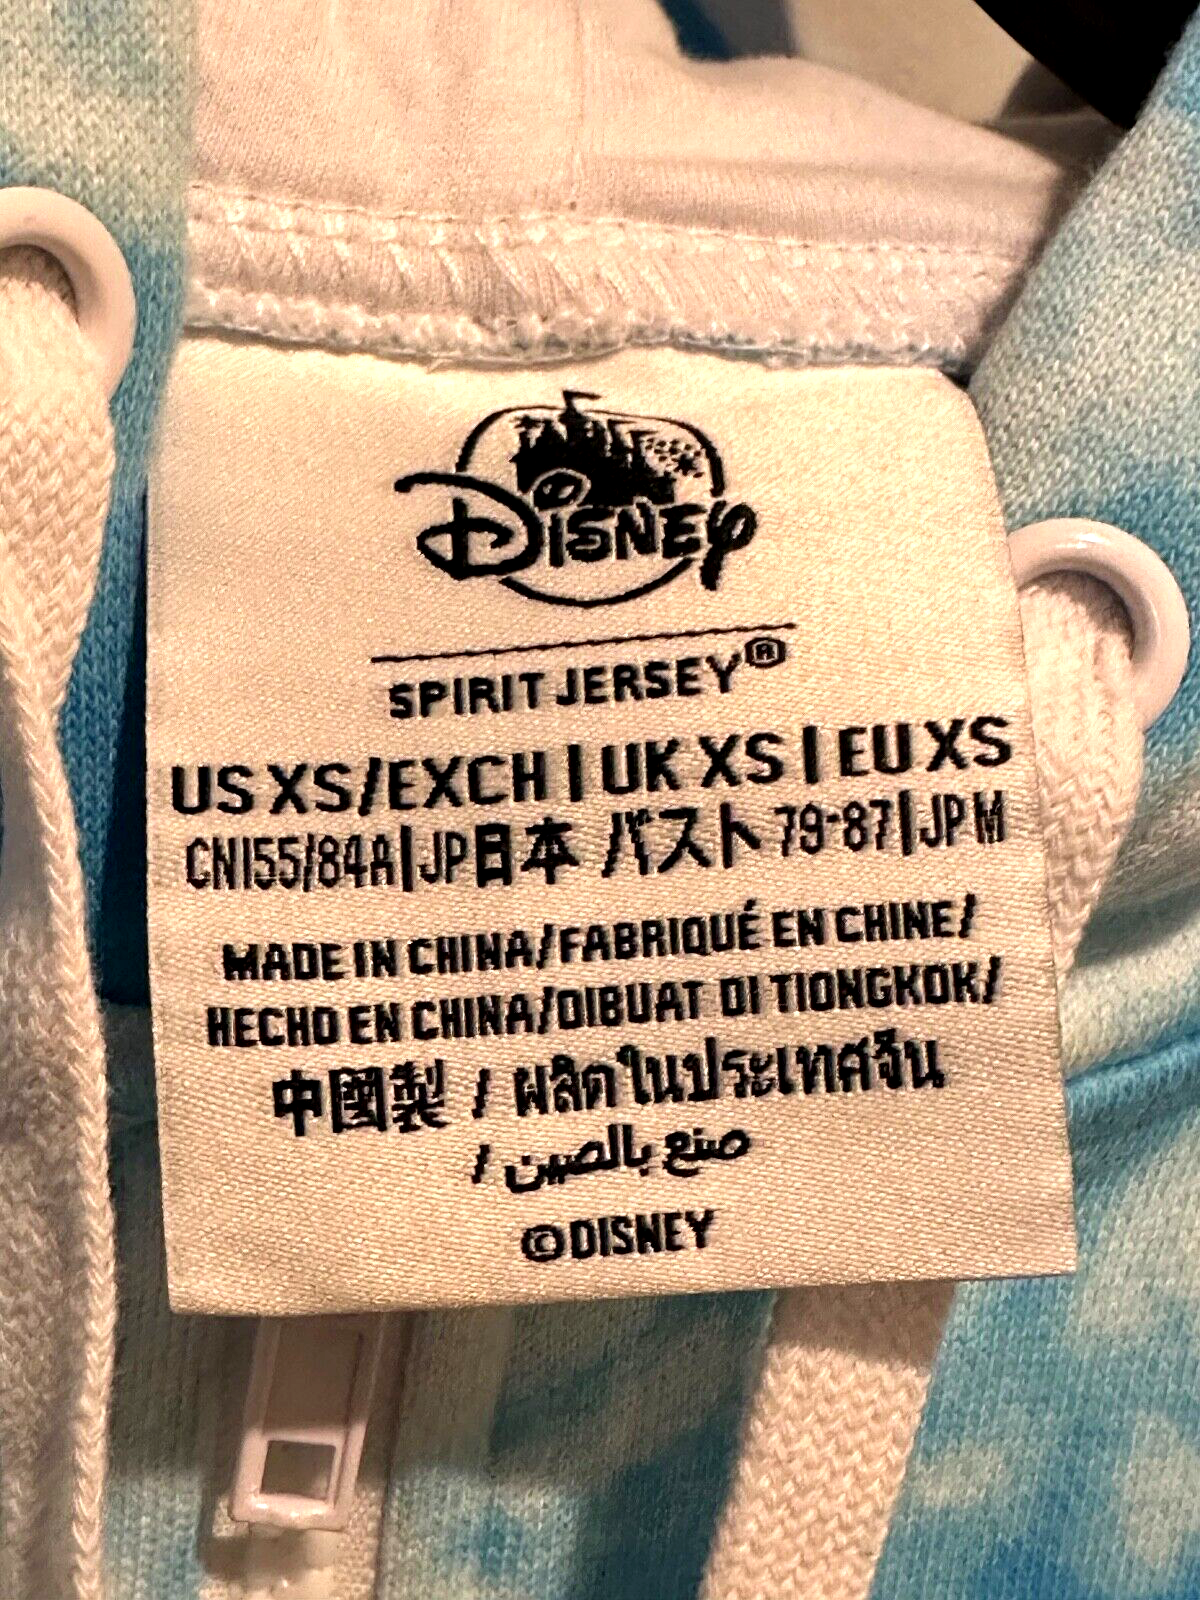 Disney
SPIRIT JERSEY®
US XS/EXCH | UK XS | EU XS
CN155/84A|JP日本 バスト 79-87|JP M
MADE IN CHINA/FABRIQUÉ EN CHINE/
HECHO EN CHINA/DIBUAT DI TIONGKOK/
中國製 / ผลิตในประเทศจีน
/ صنع بالصين
©DISNEY